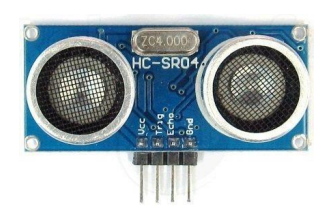 ZC4.000
HC-SR04
Vcc
Trig
Echo
Gnd